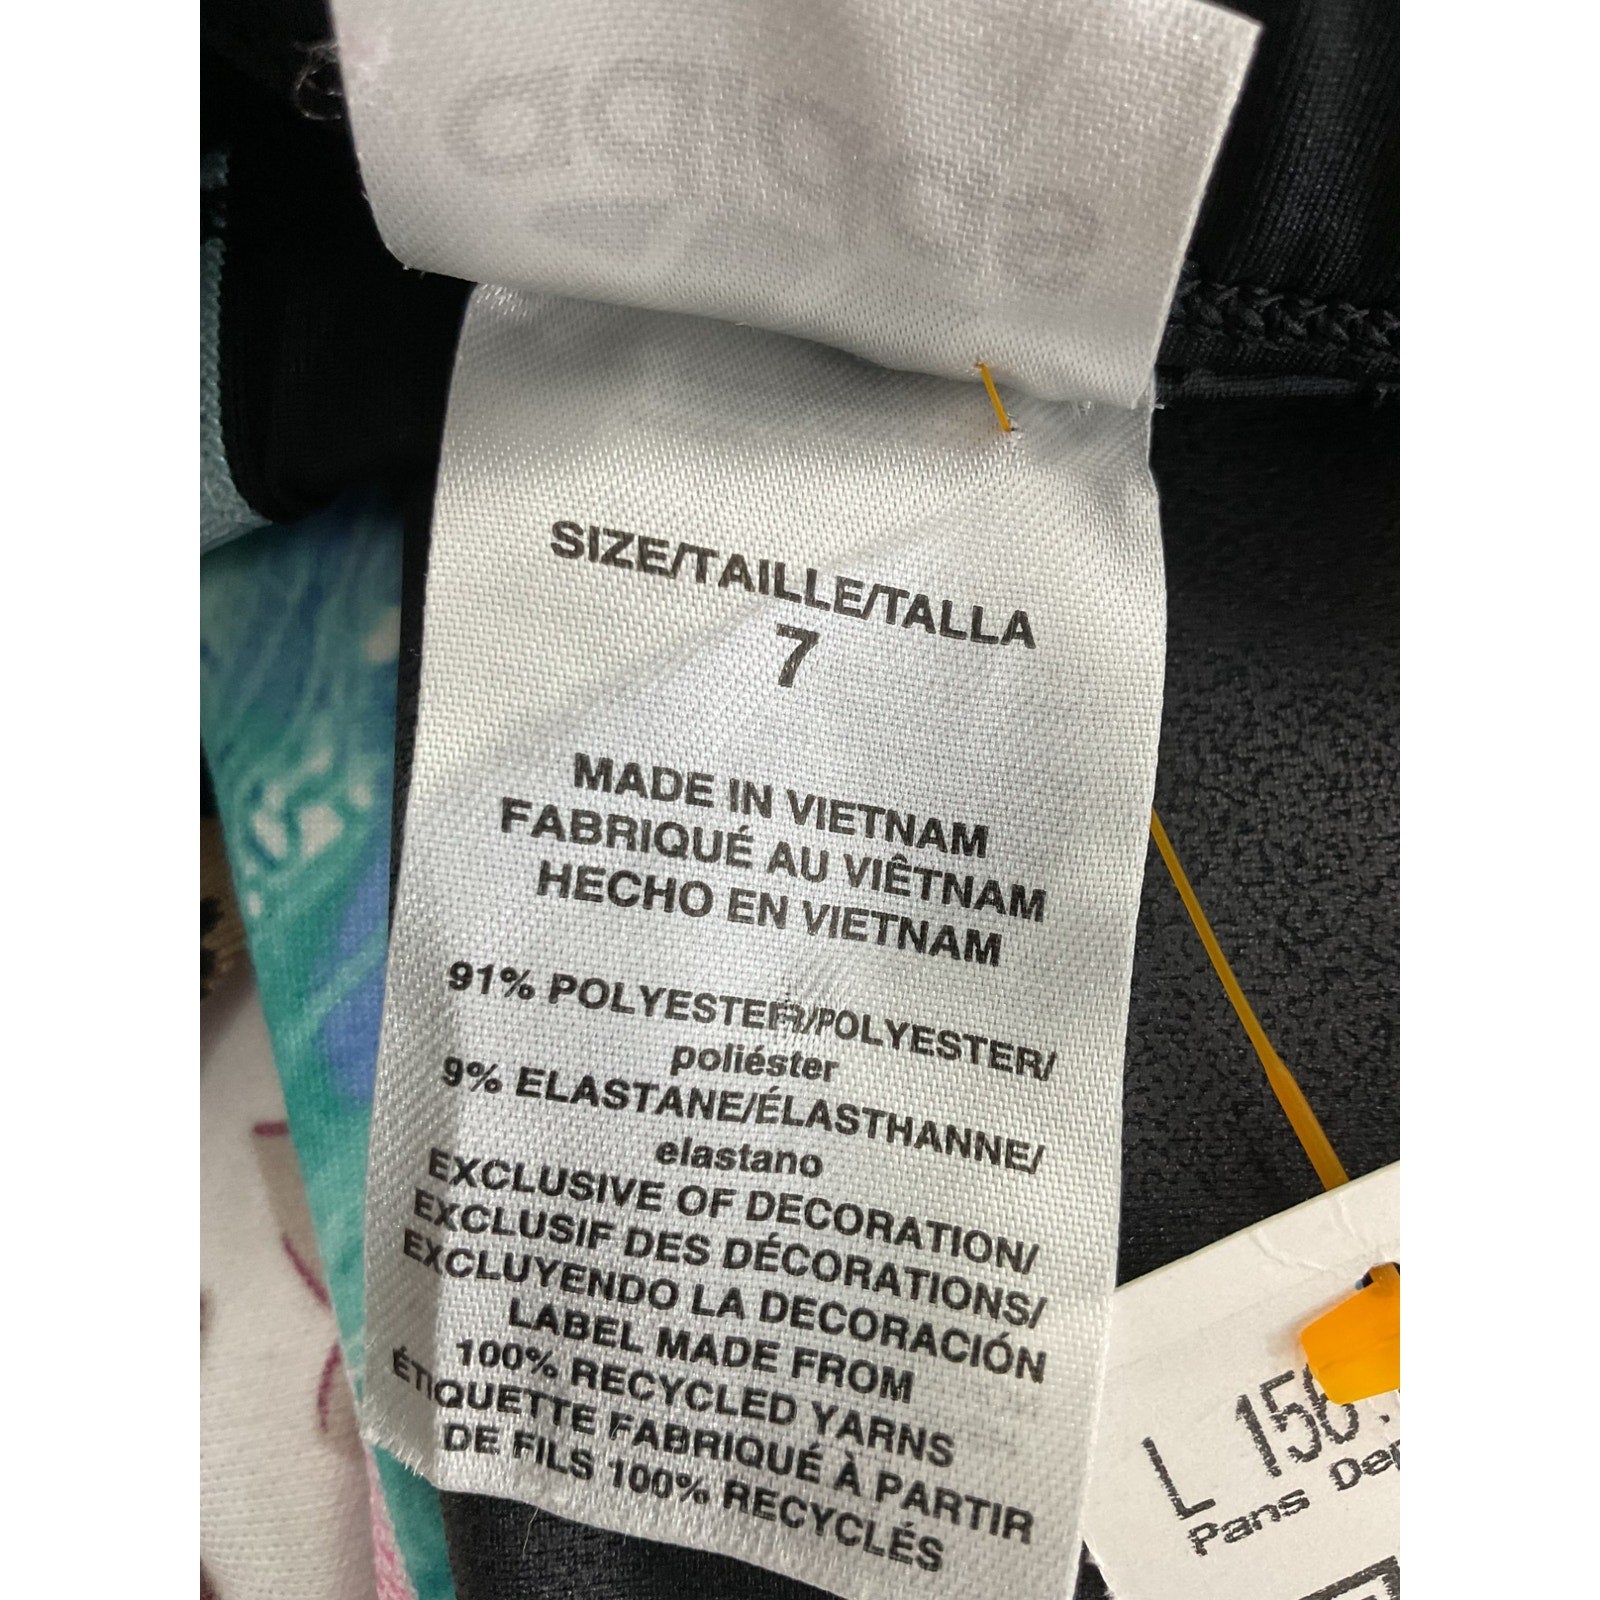 SIZE/TAILLE/TALLA
7
MADE IN VIETNAM
FABRIQUÉ AU VIÊTNAM
HECHO EN VIETNAM
91% POLYESTER/POLYESTER/
poliéster
9% ELASTANE/ÉLASTHANNE/
elastano
EXCLUSIVE OF DECORATION/
EXCLUSIF DES DÉCORATIONS/
EXCLUYENDO LA DECORACIÓN
LABEL MADE FROM
100% RECYCLED YARNS
ÉTIQUETTE FABRIQUÉ À PARTIR
DE FILS 100% RECYCLÉS
L
Pans